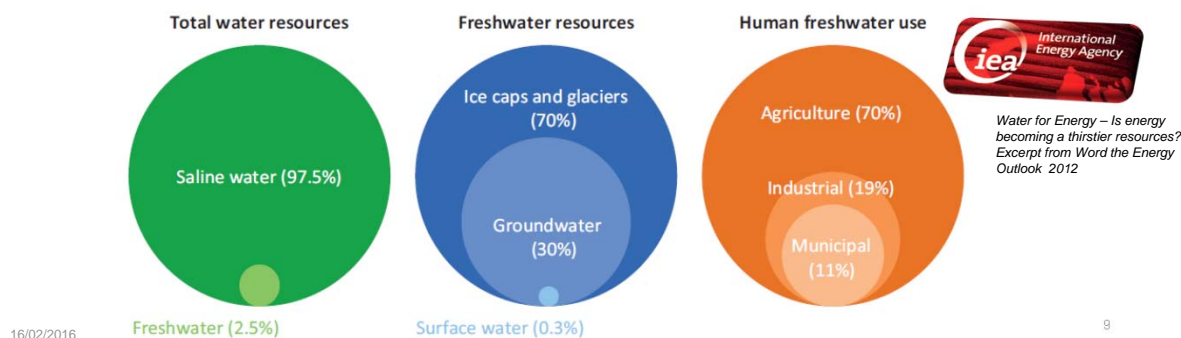 Total water resources
Freshwater resources
Human freshwater use
Saline water (97.5%)
Freshwater (2.5%)
Ice caps and glaciers
(70%)
Groundwater
(30%)
Surface water (0.3%)
Agriculture (70%)
Industrial (19%)
Municipal
(11%)
iea
International
Energy Agency
Water for Energy – Is energy
becoming a thirstier resources?
Excerpt from Word the Energy
Outlook 2012
16/02/2016
9